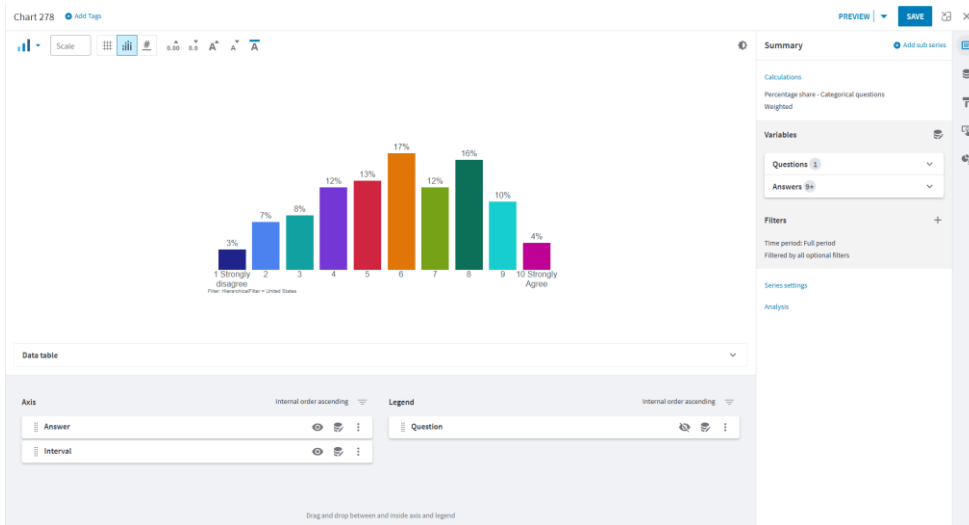 Chart 278
Add Tags
PREVIEW
SAVE
Scale
0.00
0.0
A
A
A
Summary
Add sub series
Calculations
Percentage share - Categorical questions
Weighted
Variables
Questions 1
Answers 9+
Filters
Time period: Full period
Filtered by all optional filters
Series settings
Analysis
17%
16%
13%
12%
12%
10%
8%
7%
4%
3%
1 Strongly disagree
2
3
4
5
6
7
8
9
10 Strongly Agree
Filter: HierarchicalFilter = United States
Data table
Axis
Internal order ascending
Legend
Internal order ascending
Answer
Question
Interval
Drag and drop between and inside axis and legend